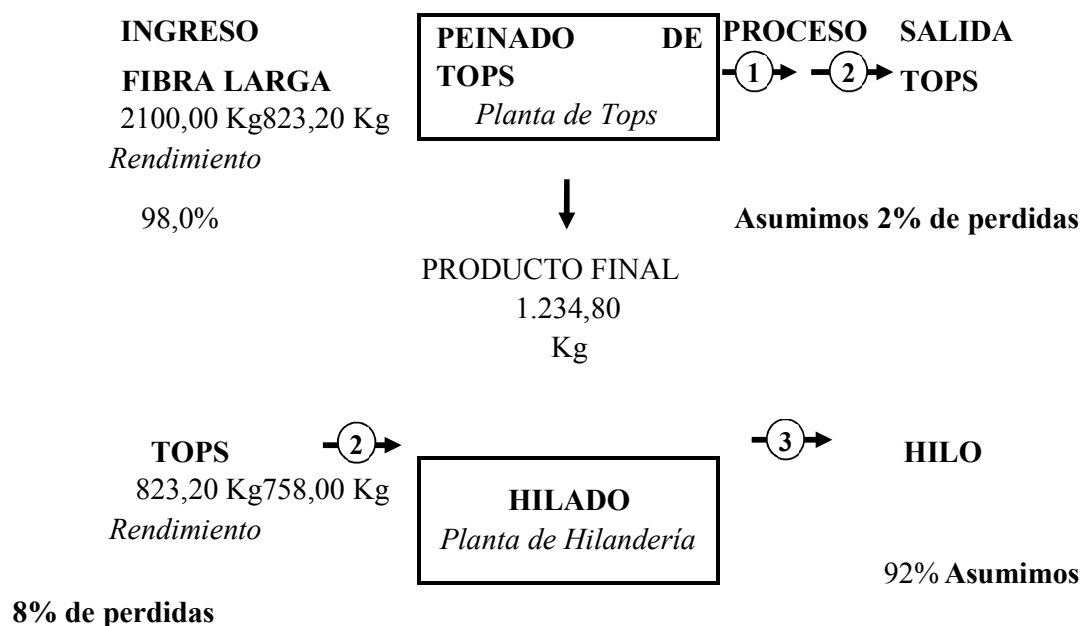 INGRESO
PEINADO DE TOPS
Planta de Tops
PROCESO SALIDA
FIBRA LARGA
1 2 TOPS
2100,00 Kg823,20 Kg
Rendimiento
98,0%
Asumimos 2% de perdidas
PRODUCTO FINAL
1.234,80
Kg
TOPS
2
3
HILO
823,20 Kg758,00 Kg
HILADO
Rendimiento
Planta de Hilandería
92% Asumimos
8% de perdidas